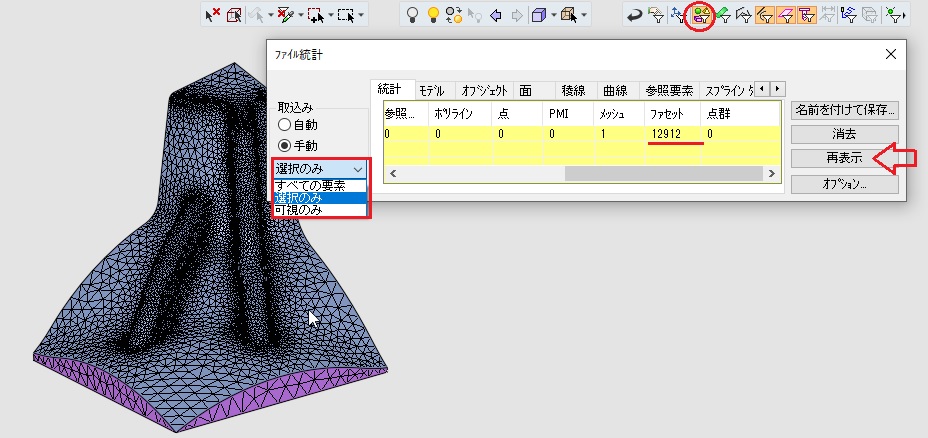 ファイル統計
取込み
自動
手動
選択のみ
すべての要素
選択のみ
可視のみ
統計 モデル オブジェクト 面 稜線 曲線 参照要素 スプライン
参照... ポリライン 点 PMI メッシュ ファセット 点群
0 0 0 0 1 12912 0
名前を付けて保存...
消去
再表示
オプション...